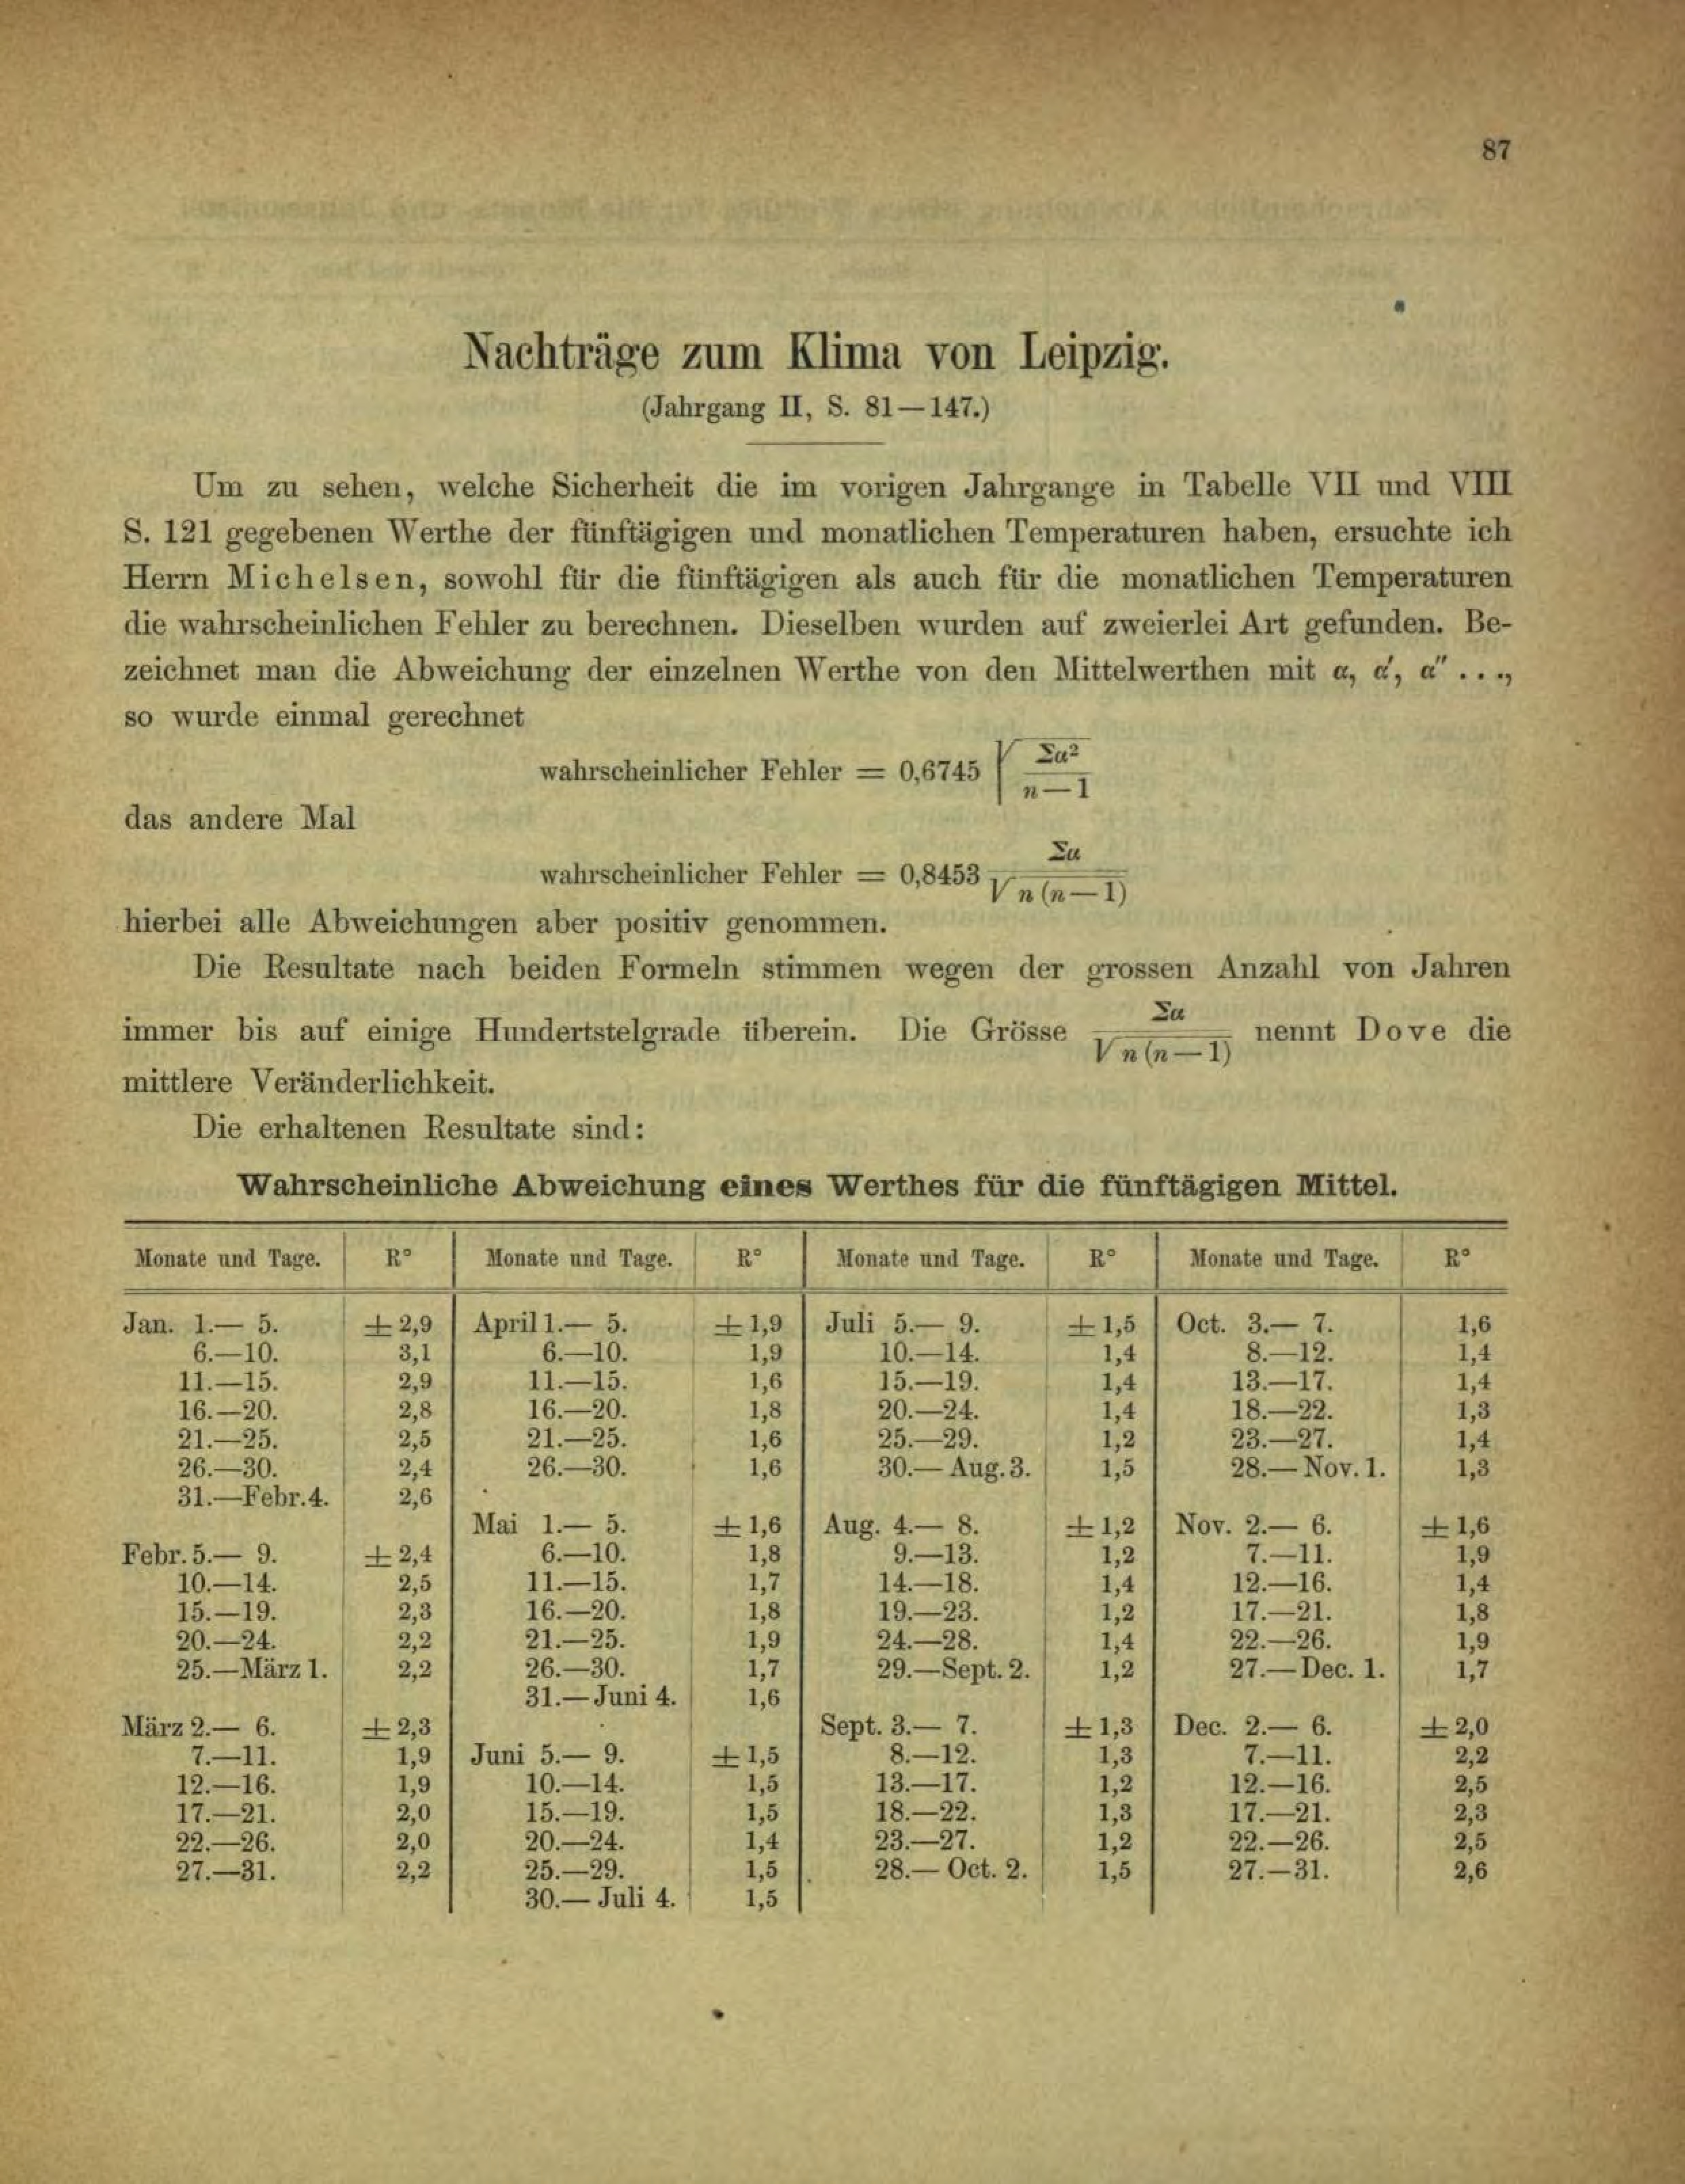 87
Nachträge zum Klima von Leipzig.
(Jahrgang II, S. 81—147.)
Um zu sehen, welche Sicherheit die im vorigen Jahrgange in Tabelle VII und VIII
S. 121 gegebenen Werthe der fünftägigen und monatlichen Temperaturen haben, ersuchte ich
Herrn Michelsen, sowohl für die fünftägigen als auch für die monatlichen Temperaturen
die wahrscheinlichen Fehler zu berechnen. Dieselben wurden auf zweierlei Art gefunden. Be-
zeichnet man die Abweichung der einzelnen Werthe von den Mittelwerthen mit α, α', α'' . . .,
so wurde einmal gerechnet
wahrscheinlicher Fehler = 0,6745 √(Σα² / (n—1))
das andere Mal
wahrscheinlicher Fehler = 0,8453 Σα / √n(n—1)
hierbei alle Abweichungen aber positiv genommen.
Die Resultate nach beiden Formeln stimmen wegen der grossen Anzahl von Jahren
immer bis auf einige Hundertstelgrade überein. Die Grösse Σα / √n(n—1) nennt Dove die
mittlere Veränderlichkeit.
Die erhaltenen Resultate sind:
Wahrscheinliche Abweichung eines Werthes für die fünftägigen Mittel.
Monate und Tage. R° Monate und Tage. R° Monate und Tage. R° Monate und Tage. R°
Jan. 1.— 5. ± 2,9 April 1.— 5. ± 1,9 Juli 5.— 9. ± 1,5 Oct. 3.— 7. 1,6
6.—10. 3,1 6.—10. 1,9 10.—14. 1,4 8.—12. 1,4
11.—15. 2,9 11.—15. 1,6 15.—19. 1,4 13.—17. 1,4
16.—20. 2,8 16.—20. 1,8 20.—24. 1,4 18.—22. 1,3
21.—25. 2,5 21.—25. 1,6 25.—29. 1,2 23.—27. 1,4
26.—30. 2,4 26.—30. 1,6 30.— Aug. 3. 1,5 28.— Nov. 1. 1,3
31.—Febr. 4. 2,6
Mai 1.— 5. ± 1,6 Aug. 4.— 8. ± 1,2 Nov. 2.— 6. ± 1,6
Febr. 5.— 9. ± 2,4 6.—10. 1,8 9.—13. 1,2 7.—11. 1,9
10.—14. 2,5 11.—15. 1,7 14.—18. 1,4 12.—16. 1,4
15.—19. 2,3 16.—20. 1,8 19.—23. 1,2 17.—21. 1,8
20.—24. 2,2 21.—25. 1,9 24.—28. 1,4 22.—26. 1,9
25.—März 1. 2,2 26.—30. 1,7 29.—Sept. 2. 1,2 27.—Dec. 1. 1,7
31.— Juni 4. 1,6
März 2.— 6. ± 2,3 Sept. 3.— 7. ± 1,3 Dec. 2.— 6. ± 2,0
7.—11. 1,9 Juni 5.— 9. ± 1,5 8.—12. 1,3 7.—11. 2,2
12.—16. 1,9 10.—14. 1,5 13.—17. 1,2 12.—16. 2,5
17.—21. 2,0 15.—19. 1,5 18.—22. 1,3 17.—21. 2,3
22.—26. 2,0 20.—24. 1,4 23.—27. 1,2 22.—26. 2,5
27.—31. 2,2 25.—29. 1,5 28.— Oct. 2. 1,5 27.—31. 2,6
30.— Juli 4. 1,5